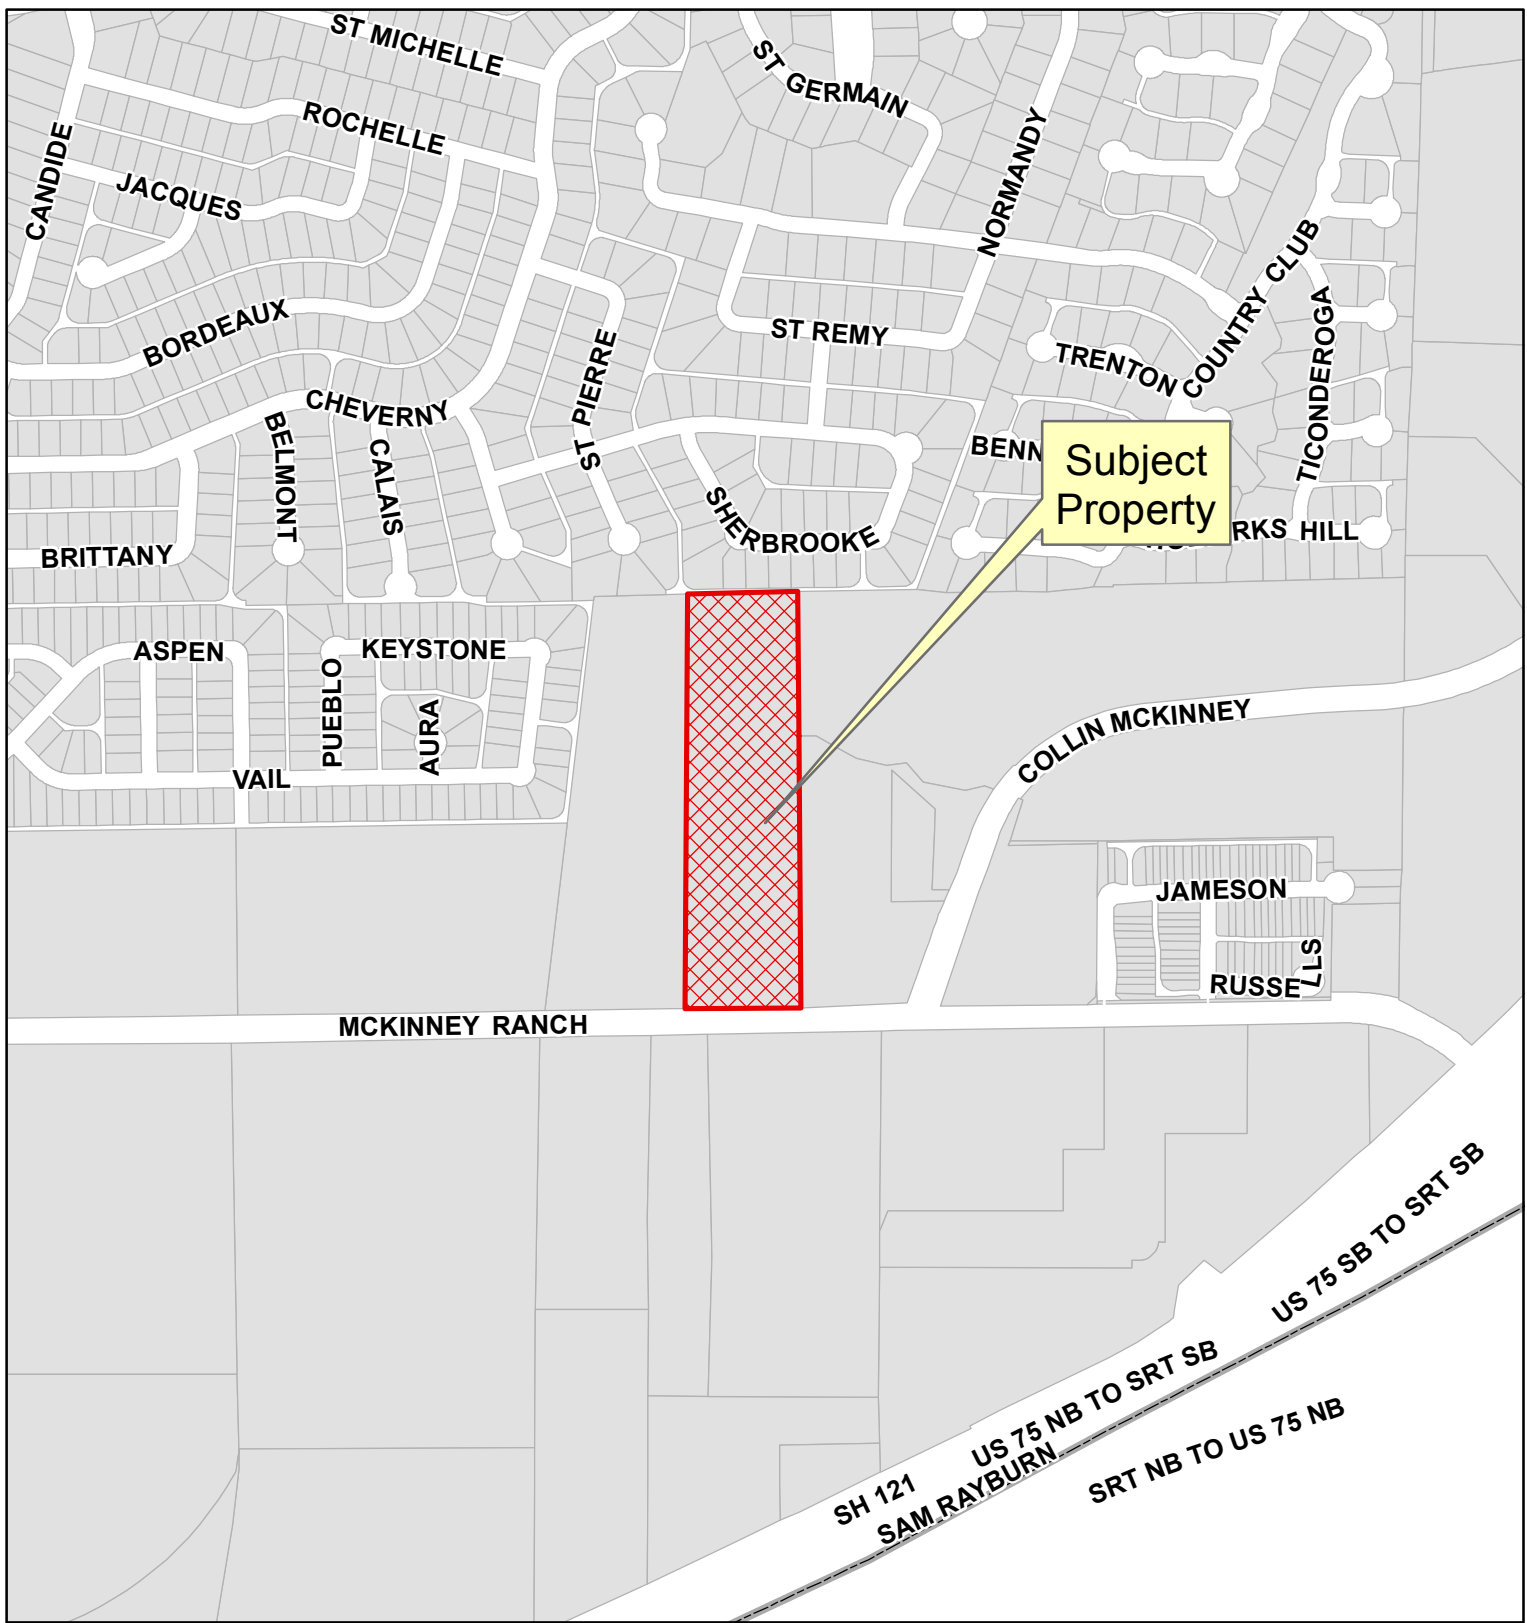 ST MICHELLE
ST GERMAIN
ROCHELLE
CANDIDE
JACQUES
NORMANDY
COUNTRY CLUB
BORDEAUX
ST REMY
TICONDEROGA
ST PIERRE
TRENTON
CHEVERNY
BELMONT
CALAIS
BENN
Subject
Property
SHERBROOKE
BRITTANY
RKS HILL
ASPEN
KEYSTONE
PUEBLO
AURA
COLLIN MCKINNEY
VAIL
JAMESON
RUSSELLS
MCKINNEY RANCH
US 75 SB TO SRT SB
US 75 NB TO SRT SB
SRT NB TO US 75 NB
SH 121
SAM RAYBURN